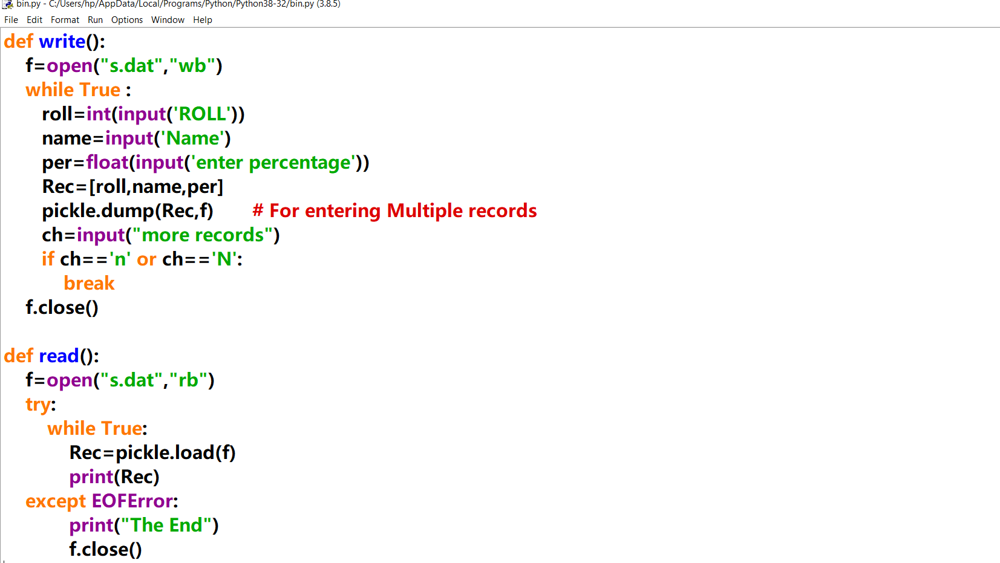 bin.py - C:/Users/hp/AppData/Local/Programs/Python/Python38-32/bin.py (3.8.5)
File Edit Format Run Options Window Help
def write():
    f=open("s.dat","wb")
    while True :
       roll=int(input('ROLL'))
       name=input('Name')
       per=float(input('enter percentage'))
       Rec=[roll,name,per]
       pickle.dump(Rec,f)       # For entering Multiple records
       ch=input("more records")
       if ch=='n' or ch=='N':
           break
    f.close()

def read():
    f=open("s.dat","rb")
    try:
        while True:
            Rec=pickle.load(f)
            print(Rec)
    except EOFError:
            print("The End")
            f.close()